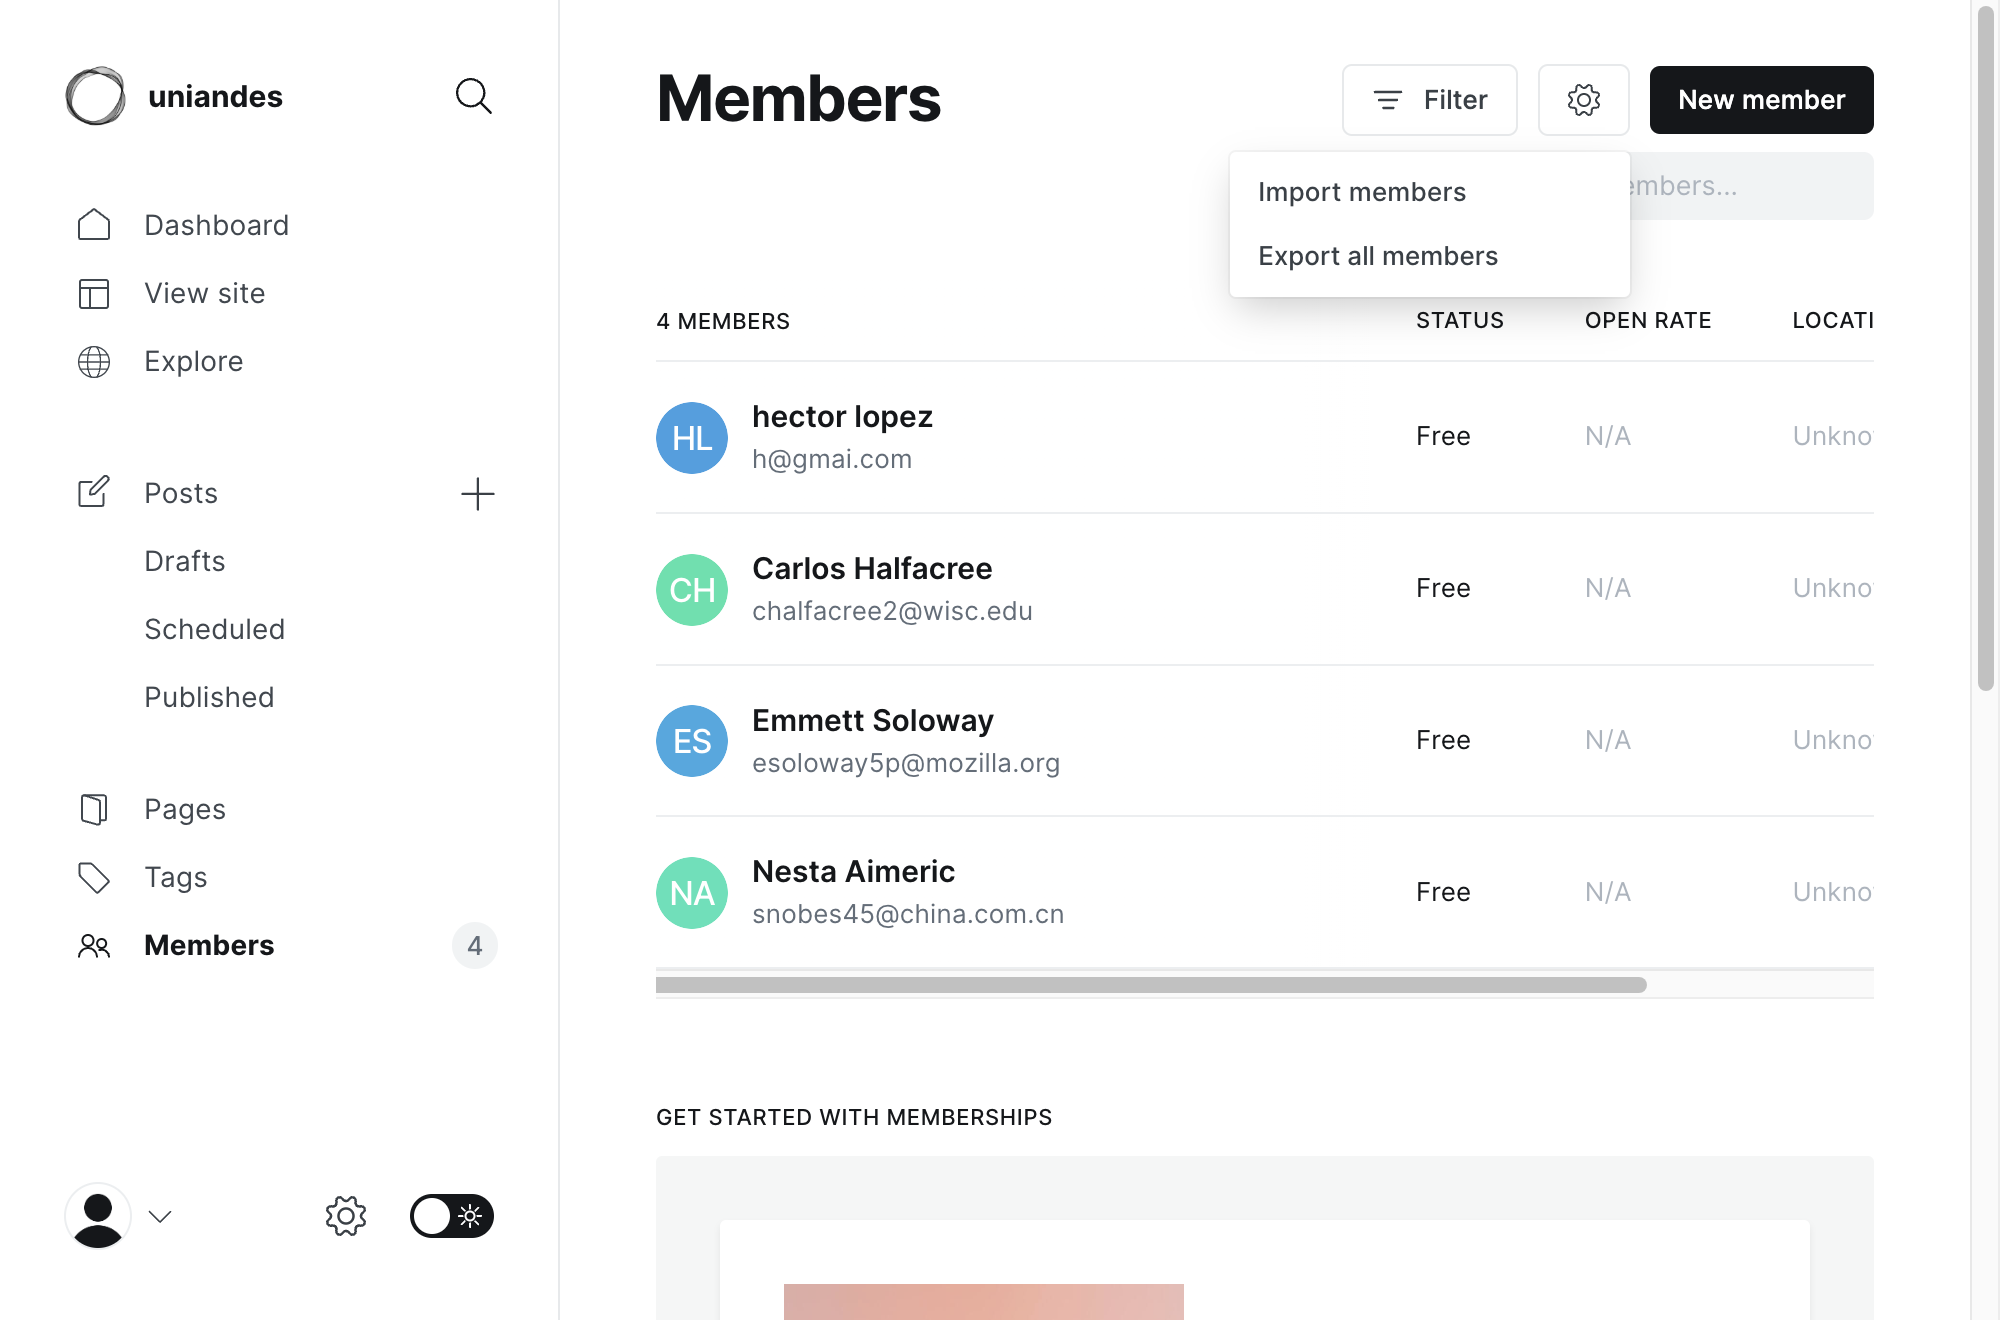 uniandes
Dashboard
View site
Explore
Posts
Drafts
Scheduled
Published
Pages
Tags
Members 4
Members
Filter
New member
Import members
Export all members
embers...
4 MEMBERS STATUS OPEN RATE LOCATI
HL hector lopez Free N/A Unkno
h@gmai.com
CH Carlos Halfacree Free N/A Unkno
chalfacree2@wisc.edu
ES Emmett Soloway Free N/A Unkno
esoloway5p@mozilla.org
NA Nesta Aimeric Free N/A Unkno
snobes45@china.com.cn
GET STARTED WITH MEMBERSHIPS